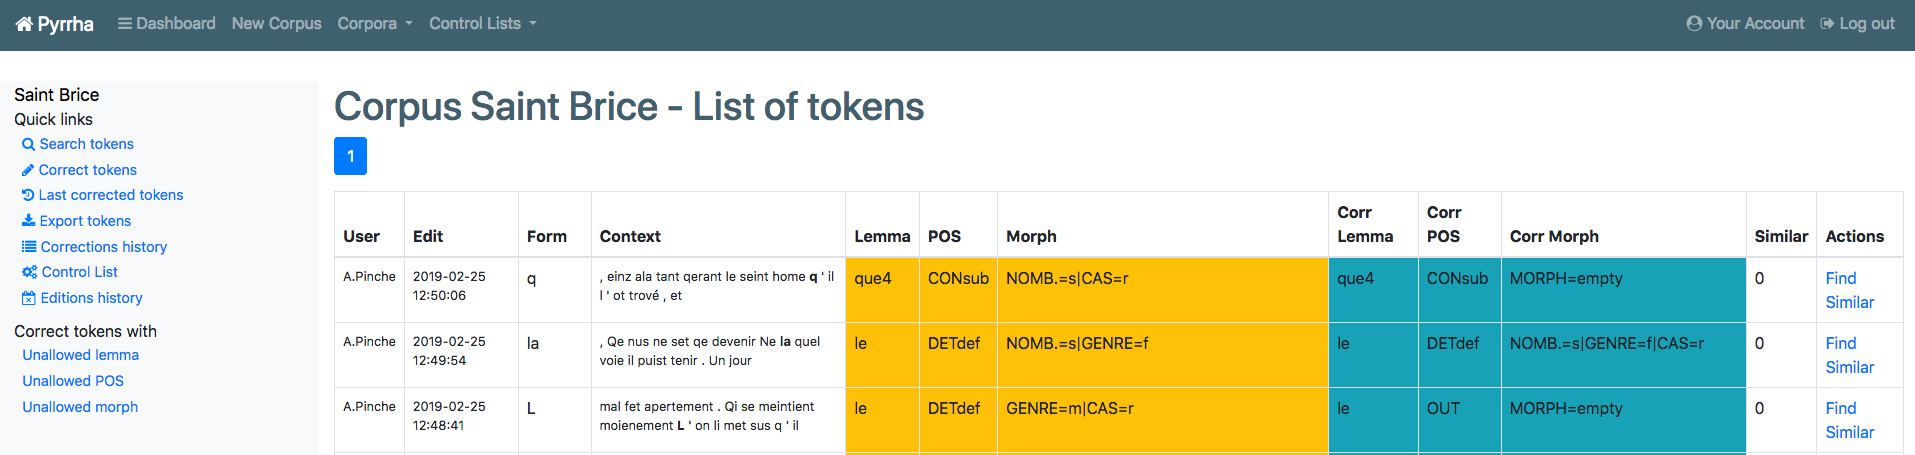 Pyrrha Dashboard New Corpus Corpora Control Lists Your Account Log out
Saint Brice
Quick links
Search tokens
Correct tokens
Last corrected tokens
Export tokens
Corrections history
Control List
Editions history
Correct tokens with
Unallowed lemma
Unallowed POS
Unallowed morph
Corpus Saint Brice - List of tokens
1
User Edit Form Context Lemma POS Morph Corr Lemma Corr POS Corr Morph Similar Actions
A.Pinche 2019-02-25 q , einz ala tant qerant le seint home q ' il que4 CONsub NOMB.=s|CAS=r que4 CONsub MORPH=empty 0 Find
12:50:06 l ' ot trové , et Similar
A.Pinche 2019-02-25 la , Qe nus ne set qe devenir Ne la quel le DETdef NOMB.=s|GENRE=f le DETdef NOMB.=s|GENRE=f|CAS=r 0 Find
12:49:54 voie il puist tenir . Un jour Similar
A.Pinche 2019-02-25 L mal fet apertement . Qi se meintient le DETdef GENRE=m|CAS=r le OUT MORPH=empty 0 Find
12:48:41 moienement L ' on li met sus q ' il Similar